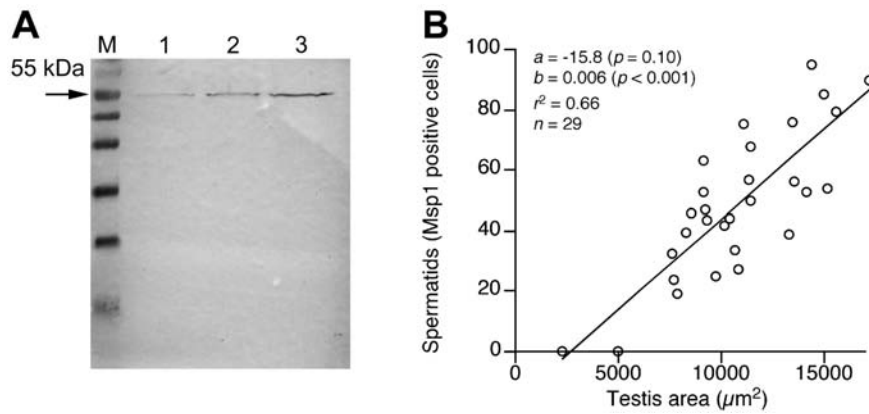 A
M 1 2 3
55 kDa
B
a = -15.8 (p = 0.10)
b = 0.006 (p < 0.001)
r² = 0.66
n = 29
100
80
60
40
20
0
Spermatids (Msp1 positive cells)
0 5000 10000 15000
Testis area (μm²)